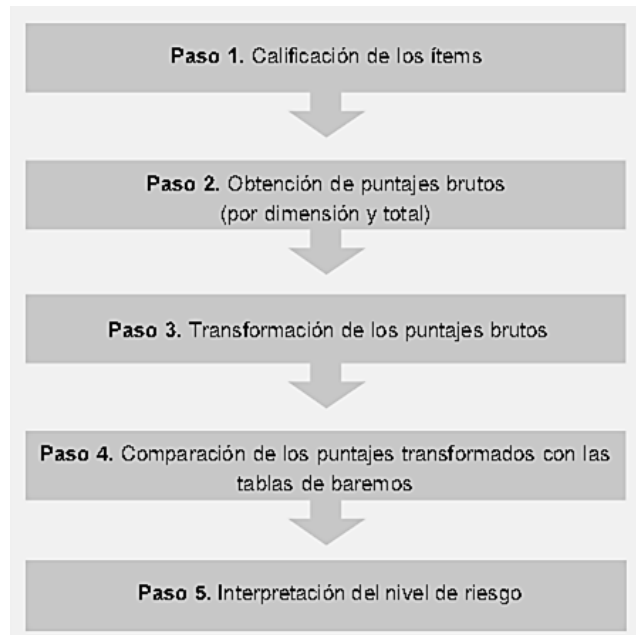 Paso 1. Calificación de los ítems
Paso 2. Obtención de puntajes brutos
(por dimensión y total)
Paso 3. Transformación de los puntajes brutos
Paso 4. Comparación de los puntajes transformados con las
tablas de baremos
Paso 5. Interpretación del nivel de riesgo